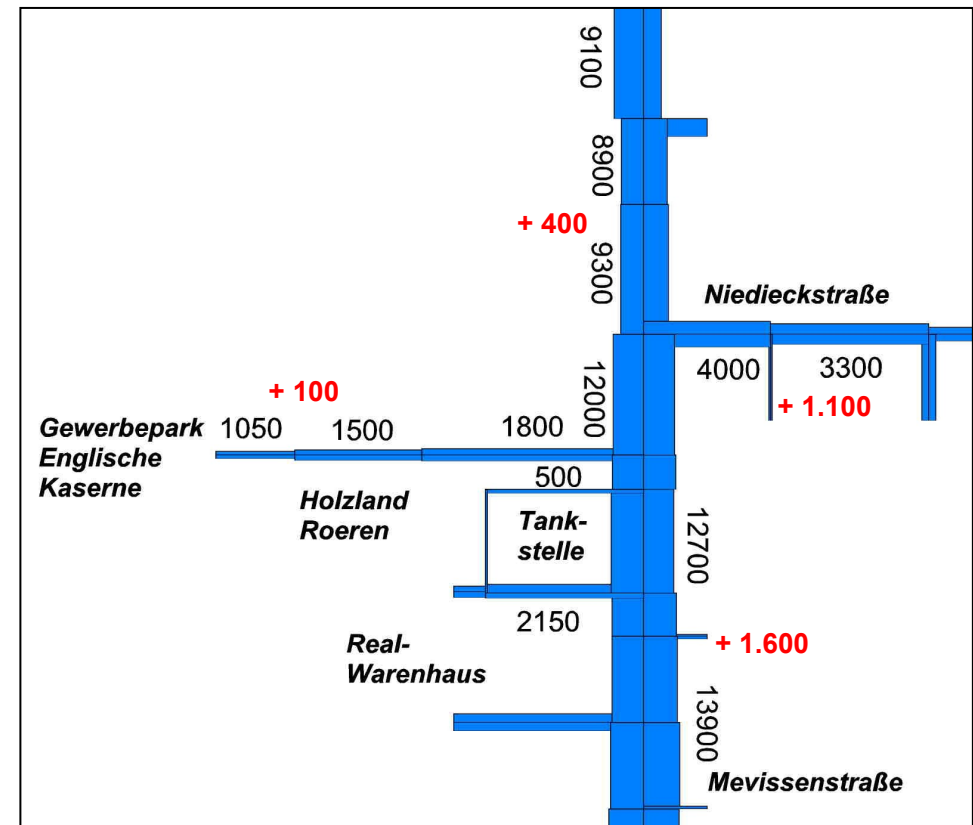 9100
8900
+ 400
9300
Niedieckstraße
4000
3300
+ 1.100
12000
+ 100
Gewerbepark
Englische
Kaserne
1050
1500
1800
500
Holzland
Roeren
Tank-
stelle
12700
2150
Real-
Warenhaus
+ 1.600
13900
Mevissenstraße